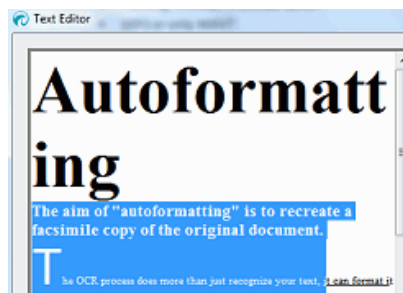 Text Editor
Autoformatt
ing
The aim of "autoformatting" is to recreate a
facsimile copy of the original document.
The OCR process does more than just recognize your text, it can format it